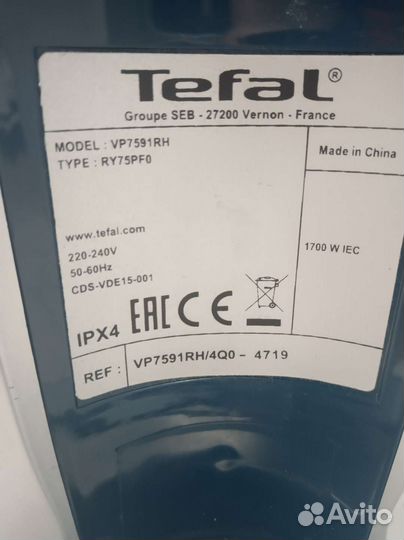 Tefal®
Groupe SEB - 27200 Vernon - France
MODEL : VP7591RH
TYPE : RY75PF0
Made in China
www.tefal.com
220-240V
50-60Hz
CDS-VDE15-001
1700 W IEC
IPX4 EAC CE
REF : VP7591RH/4Q0 - 4719
Avito